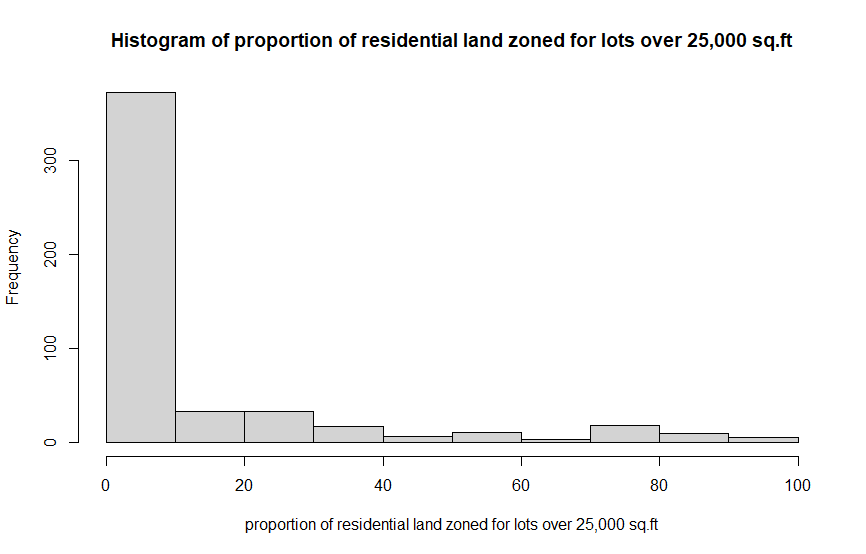 Histogram of proportion of residential land zoned for lots over 25,000 sq.ft
Frequency
300
200
100
0
0 20 40 60 80 100
proportion of residential land zoned for lots over 25,000 sq.ft